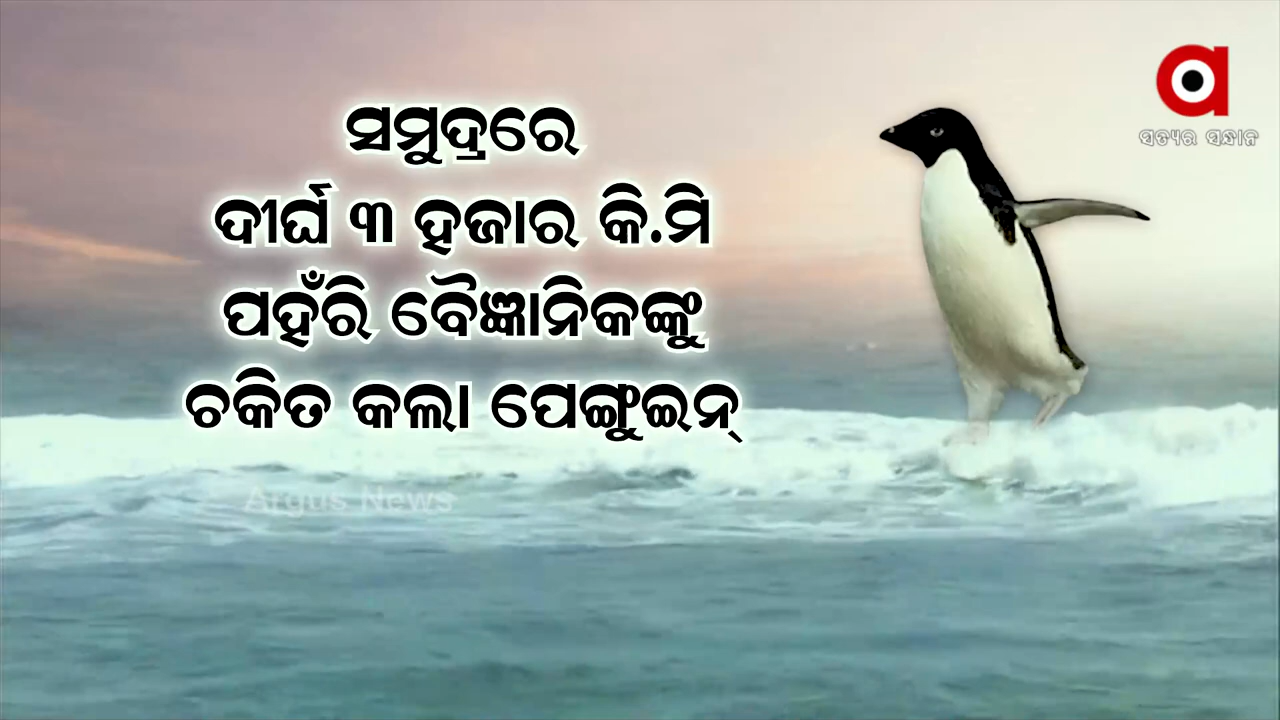 ସତ୍ୟର ସନ୍ଧାନ
ସମୁଦ୍ରରେ
ଦୀର୍ଘ ୩ ହଜାର କି.ମି
ପହଁରି ବୈଜ୍ଞାନିକଙ୍କୁ
ଚକିତ କଲା ପେଙ୍ଗୁଇନ୍
Argus News